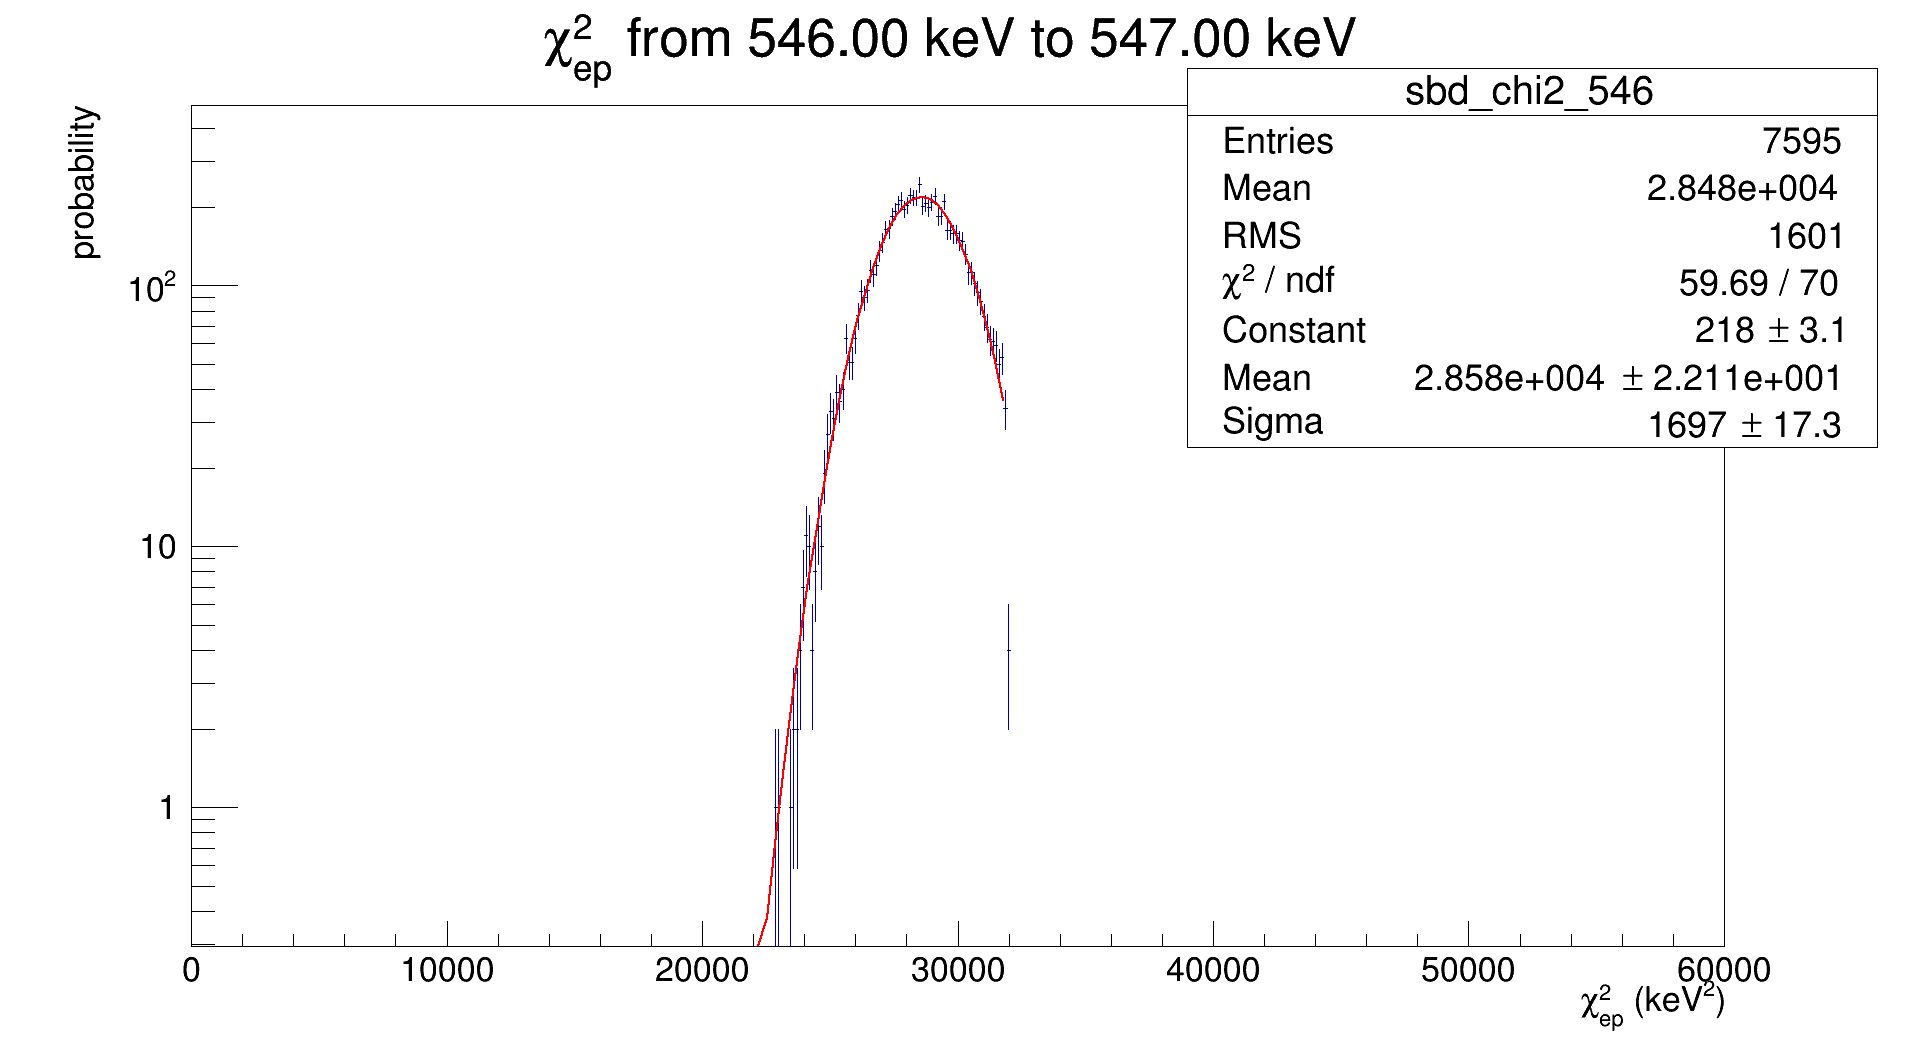 χ²ep from 546.00 keV to 547.00 keV
sbd_chi2_546
Entries 7595
Mean 2.848e+004
RMS 1601
χ² / ndf 59.69 / 70
Constant 218 ± 3.1
Mean 2.858e+004 ± 2.211e+001
Sigma 1697 ± 17.3
probability
10²
10
1
0 10000 20000 30000 40000 50000 60000
χ²ep (keV²)